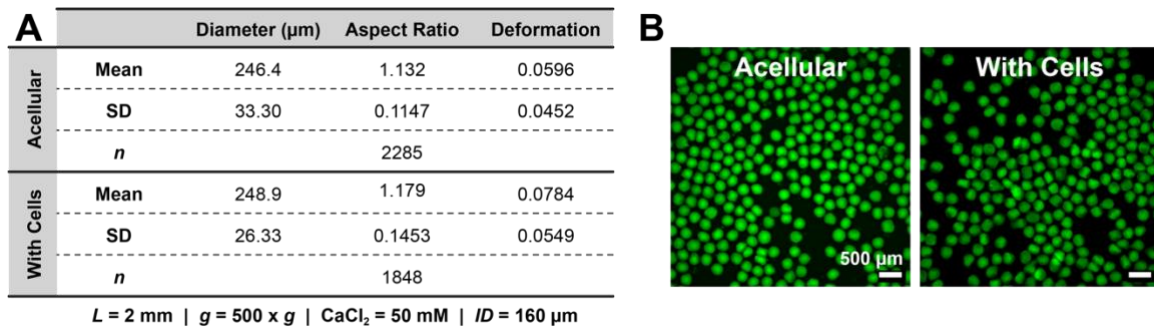 A
Diameter (µm) Aspect Ratio Deformation
Acellular
Mean 246.4 1.132 0.0596
SD 33.30 0.1147 0.0452
n 2285
With Cells
Mean 248.9 1.179 0.0784
SD 26.33 0.1453 0.0549
n 1848
L = 2 mm | g = 500 x g | CaCl₂ = 50 mM | ID = 160 µm
B
Acellular
500 µm
With Cells